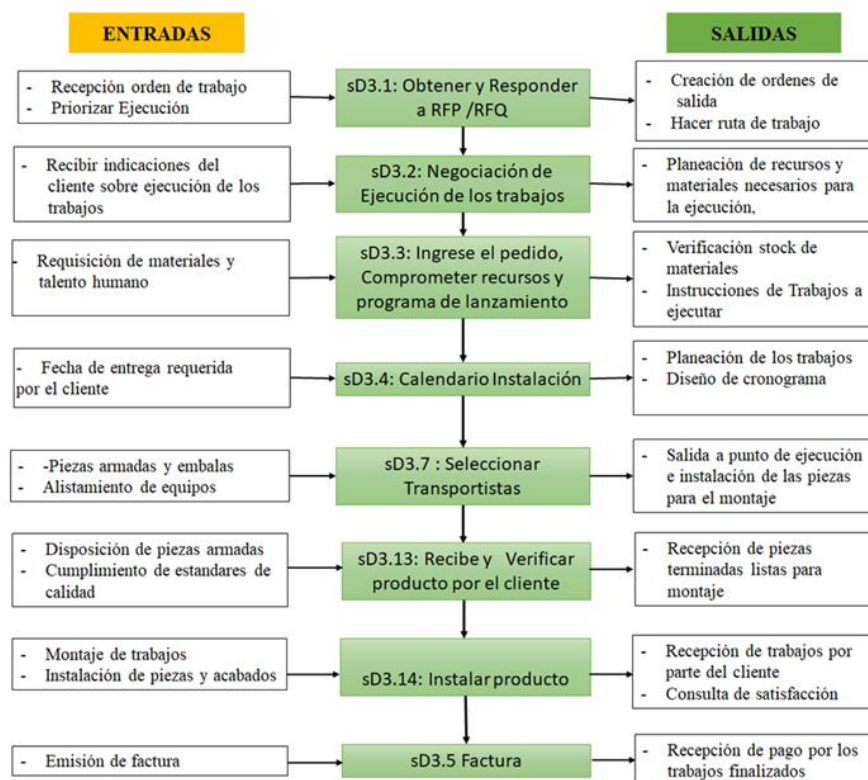 ENTRADAS
SALIDAS
- Recepción orden de trabajo
- Priorizar Ejecución
sD3.1: Obtener y Responder
a RFP /RFQ
- Creación de ordenes de
salida
- Hacer ruta de trabajo
- Recibir indicaciones del
cliente sobre ejecución de los
trabajos
sD3.2: Negociación de
Ejecución de los trabajos
- Planeación de recursos y
materiales necesarios para
la ejecución,
- Requisición de materiales y
talento humano
sD3.3: Ingrese el pedido,
Comprometer recursos y
programa de lanzamiento
- Verificación stock de
materiales
- Instrucciones de Trabajos a
ejecutar
- Fecha de entrega requerida
por el cliente
sD3.4: Calendario Instalación
- Planeación de los trabajos
- Diseño de cronograma
- -Piezas armadas y embalas
- Alistamiento de equipos
sD3.7 : Seleccionar
Transportistas
- Salida a punto de ejecución
e instalación de las piezas
para el montaje
- Disposición de piezas armadas
- Cumplimiento de estandares de
calidad
sD3.13: Recibe y Verificar
producto por el cliente
- Recepción de piezas
terminadas listas para
montaje
- Montaje de trabajos
- Instalación de piezas y acabados
sD3.14: Instalar producto
- Recepción de trabajos por
parte del cliente
- Consulta de satisfacción
- Emisión de factura
sD3.5 Factura
- Recepción de pago por los
trabajos finalizados